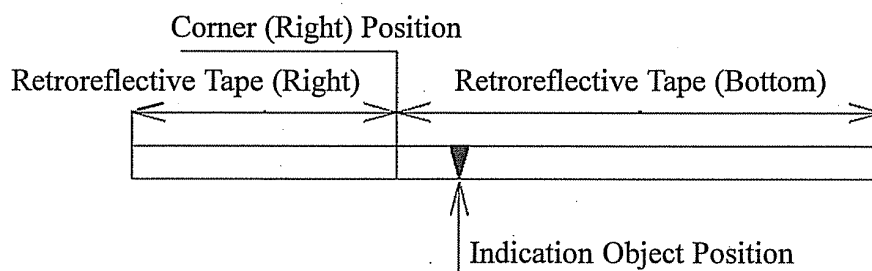 Corner (Right) Position
Retroreflective Tape (Right) Retroreflective Tape (Bottom)
Indication Object Position